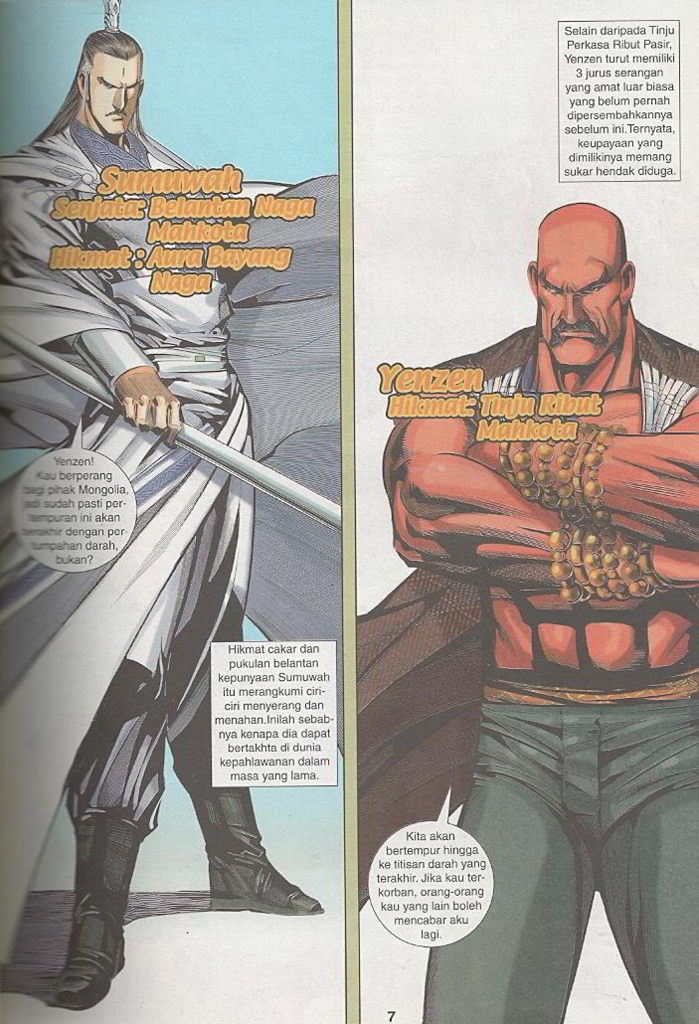 Sumuwah
Senjata: Belantan Naga
Mahkota
Hikmat : Aura Bayang
Naga
Yenzen!
Kau berperang
bagi pihak Mongolia,
jadi sudah pasti per-
tempuran ini akan
berakhir dengan per-
tumpahan darah,
bukan?
Hikmat cakar dan
pukulan belantan
kepunyaan Sumuwah
itu merangkumi ciri-
ciri menyerang dan
menahan.Inilah sebab-
nya kenapa dia dapat
bertakhta di dunia
kepahlawanan dalam
masa yang lama.
Selain daripada Tinju
Perkasa Ribut Pasir,
Yenzen turut memiliki
3 jurus serangan
yang amat luar biasa
yang belum pernah
dipersembahkannya
sebelum ini.Ternyata,
keupayaan yang
dimilikinya memang
sukar hendak diduga.
Yenzen
Hikmat: Tinju Ribut
Mahkota
Kita akan
bertempur hingga
ke titisan darah yang
terakhir. Jika kau ter-
korban, orang-orang
kau yang lain boleh
mencabar aku
lagi.
7